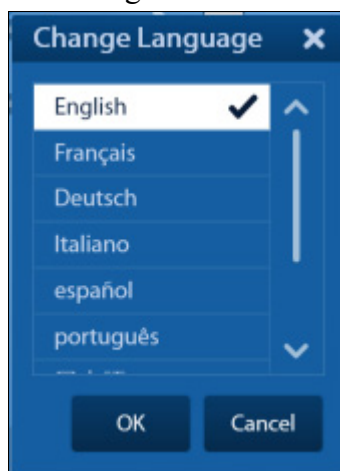 Change Language
English
Français
Deutsch
Italiano
español
português
OK
Cancel